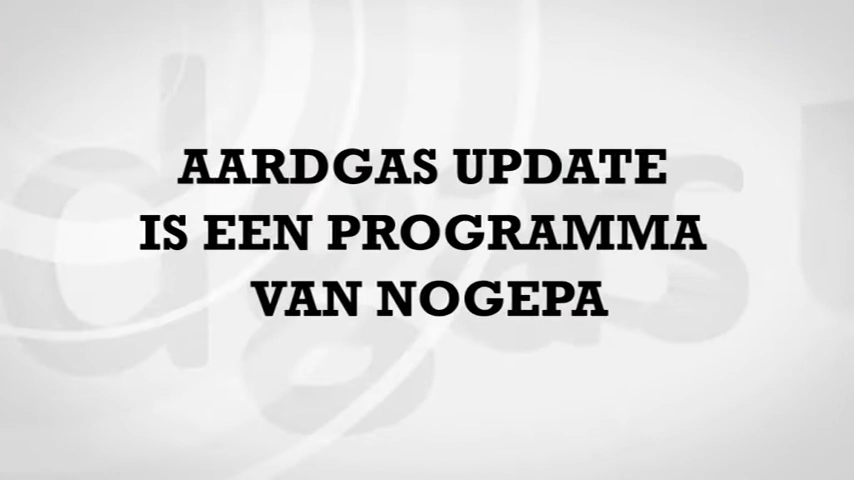 AARDGAS UPDATE
IS EEN PROGRAMMA
VAN NOGEPA